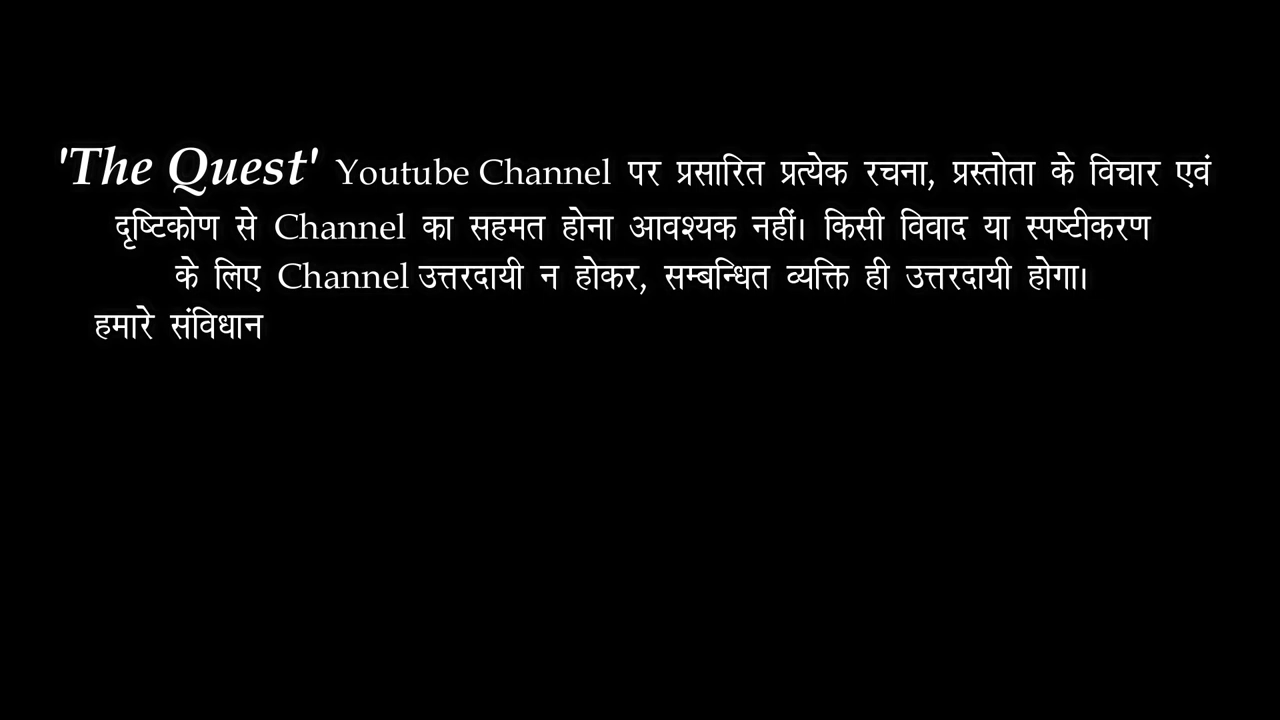 'The Quest' Youtube Channel पर प्रसारित प्रत्येक रचना, प्रस्तोता के विचार एवं
दृष्टिकोण से Channel का सहमत होना आवश्यक नहीं। किसी विवाद या स्पष्टीकरण
के लिए Channel उत्तरदायी न होकर, सम्बन्धित व्यक्ति ही उत्तरदायी होगा।
हमारे संविधान